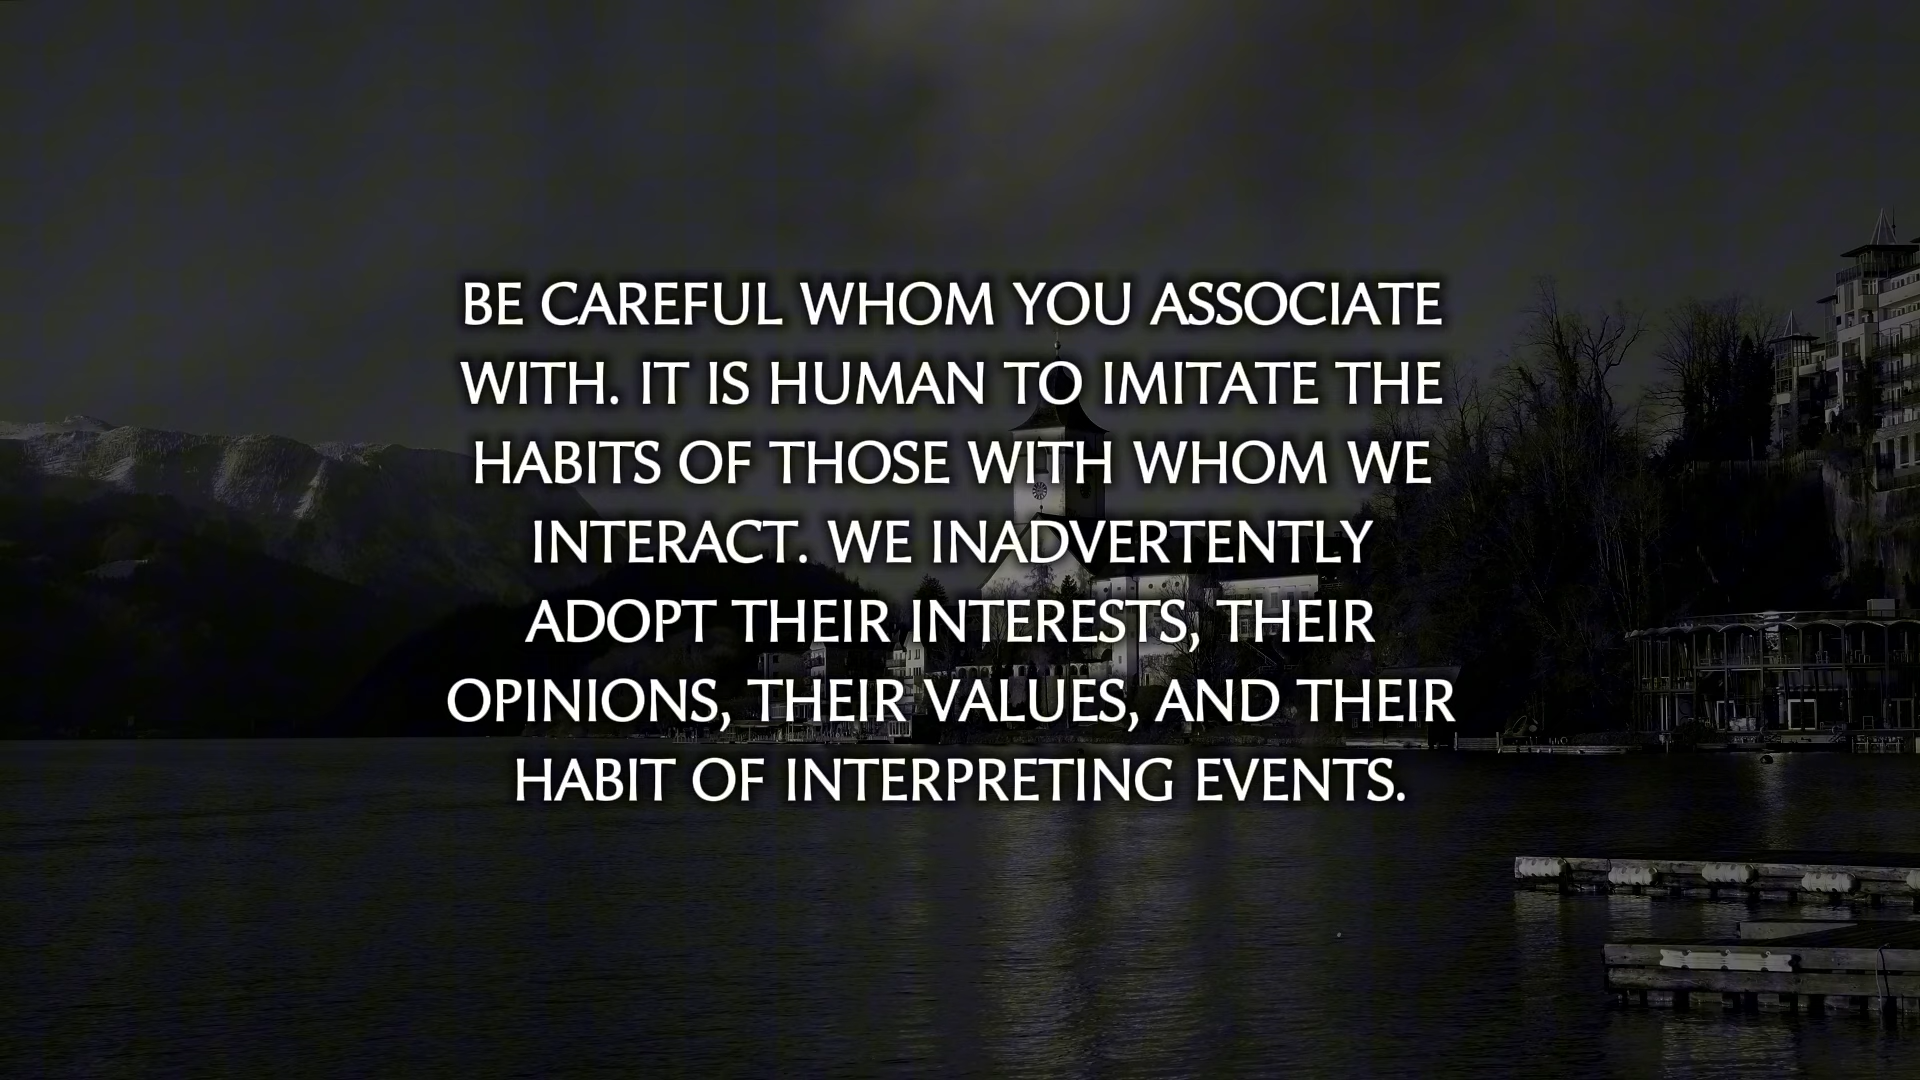 BE CAREFUL WHOM YOU ASSOCIATE
WITH. IT IS HUMAN TO IMITATE THE
HABITS OF THOSE WITH WHOM WE
INTERACT. WE INADVERTENTLY
ADOPT THEIR INTERESTS, THEIR
OPINIONS, THEIR VALUES, AND THEIR
HABIT OF INTERPRETING EVENTS.